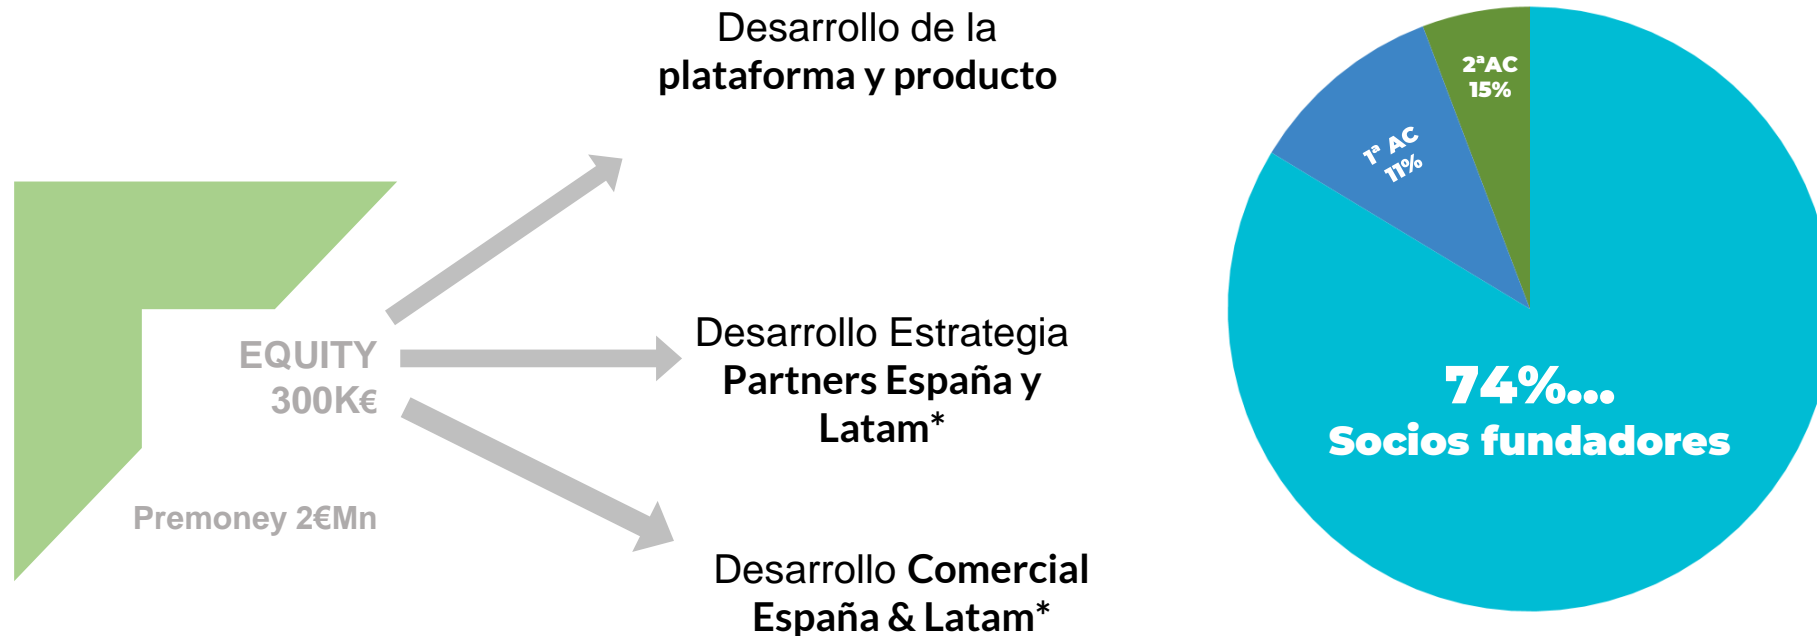 Desarrollo de la
plataforma y producto
EQUITY
300K€
Premoney 2€Mn
Desarrollo Estrategia
Partners España y
Latam*
Desarrollo Comercial
España & Latam*
2ªAC
15%
1ª AC
11%
74%...
Socios fundadores